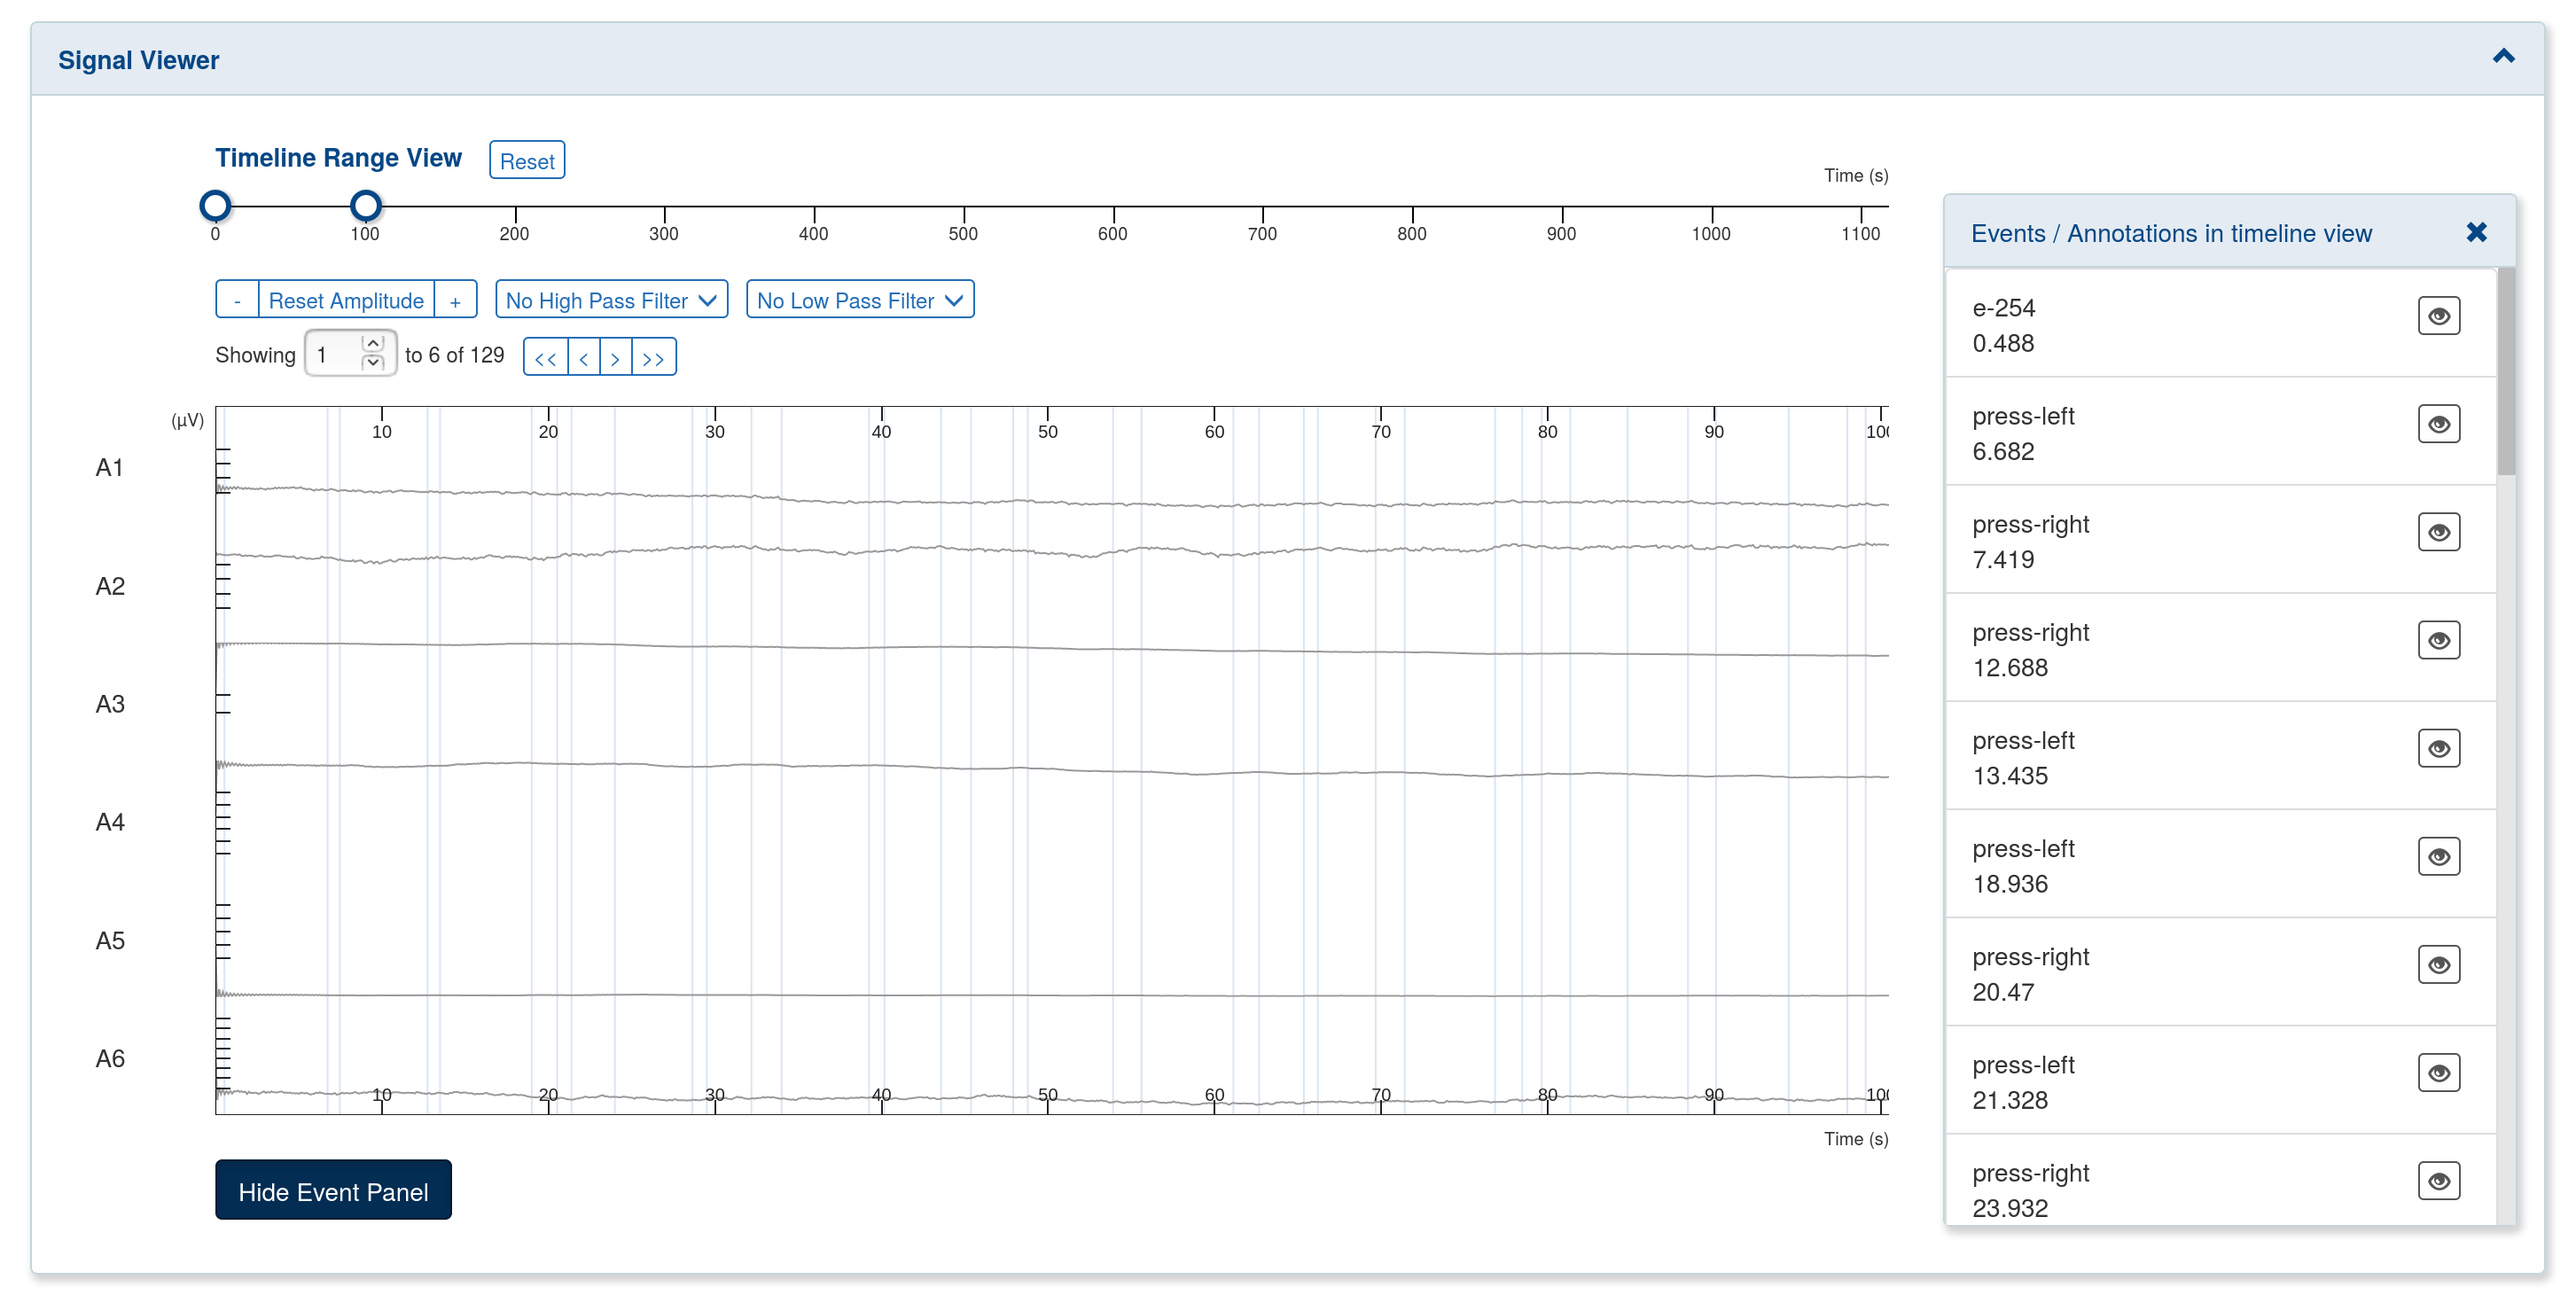 Signal Viewer
Timeline Range View Reset
Time (s)
0 100 200 300 400 500 600 700 800 900 1000 1100
- Reset Amplitude + No High Pass Filter No Low Pass Filter
Showing 1 to 6 of 129 << < > >>
(μV)
10 20 30 40 50 60 70 80 90 100
A1
A2
A3
A4
A5
A6
10 20 30 40 50 60 70 80 90 100
Time (s)
Hide Event Panel
Events / Annotations in timeline view
e-254
0.488
press-left
6.682
press-right
7.419
press-right
12.688
press-left
13.435
press-left
18.936
press-right
20.47
press-left
21.328
press-right
23.932